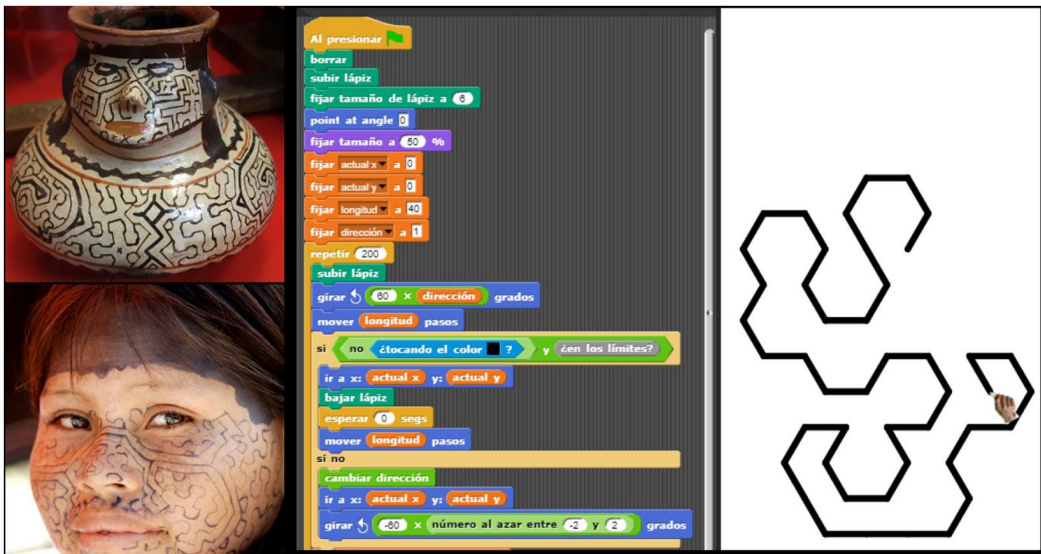 Al presionar
borrar
subir lápiz
fijar tamaño de lápiz a 6
point at angle 0
fijar tamaño a 50 %
fijar actual x a 0
fijar actual y a 0
fijar longitud a 40
fijar dirección a 1
repetir 200
subir lápiz
girar 60 × dirección grados
mover longitud pasos
si no ¿tocando el color ? y ¿en los límites?
ir a x: actual x y: actual y
bajar lápiz
esperar 0 segs
mover longitud pasos
si no
cambiar dirección
ir a x: actual x y: actual y
girar -60 × número al azar entre -2 y 2 grados